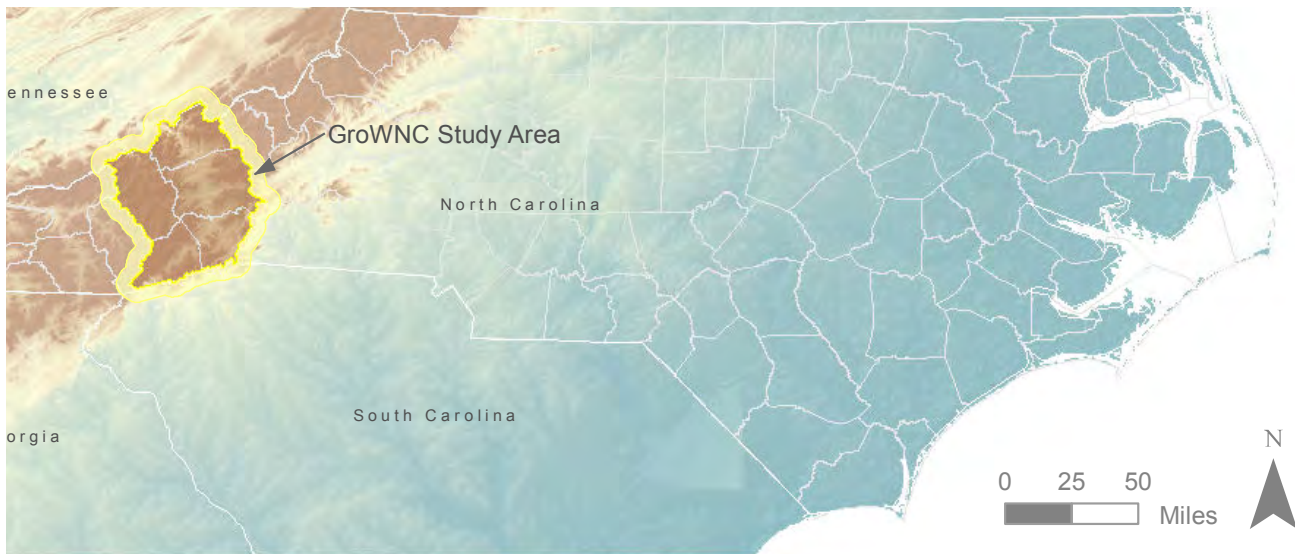 ennessee
GroWNC Study Area
North Carolina
South Carolina
orgia
N
0 25 50
Miles